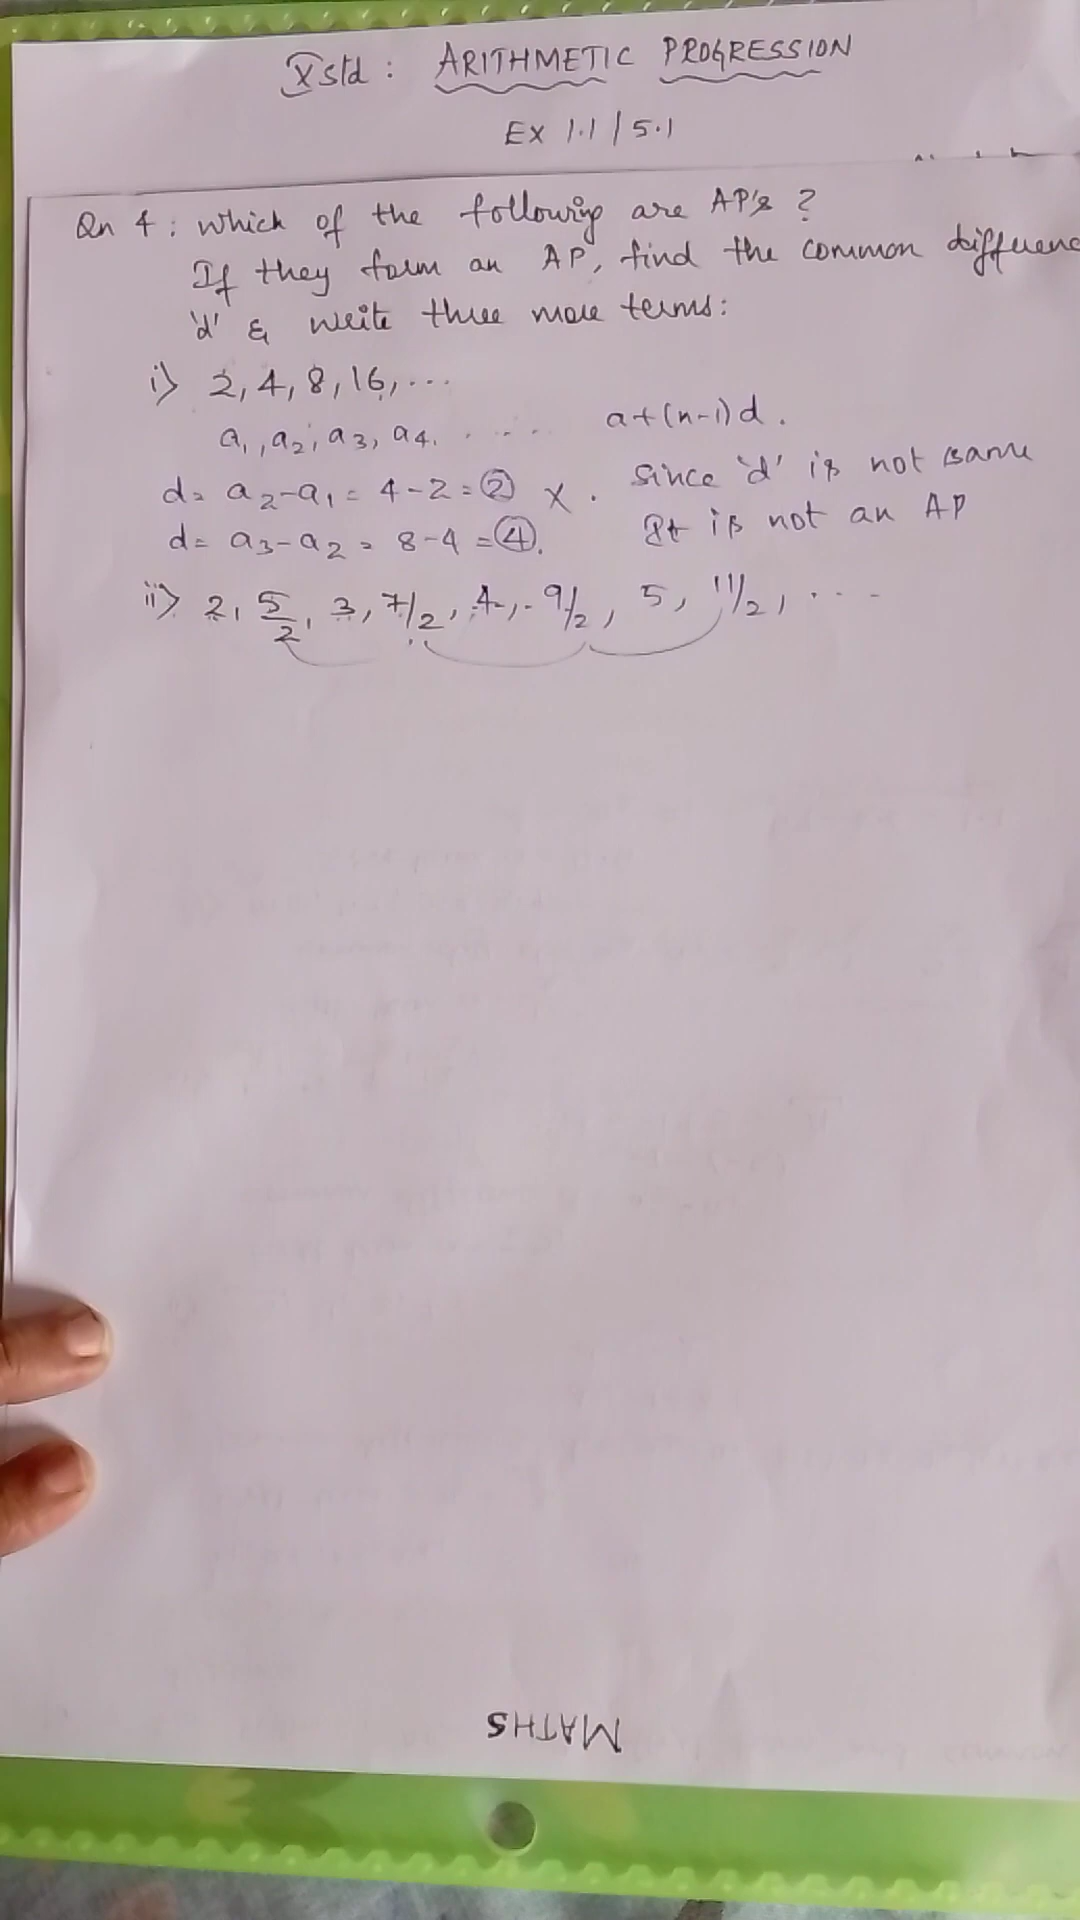 X std : ARITHMETIC PROGRESSION
Ex 1.1 / 5.1
Qn 4 : Which of the following are AP's ?
If they form an AP, find the common differenc
'd' & write three more terms:
i) 2, 4, 8, 16, ...
a1, a2, a3, a4. . . . .
a+(n-1)d.
d= a2-a1 = 4-2 = 2 x .
since 'd' is not same
d= a3-a2 = 8-4 = 4.
It is not an AP
ii) 2, 5/2, 3, 7/2, 4, 9/2, 5, 11/2, ....
MATHS